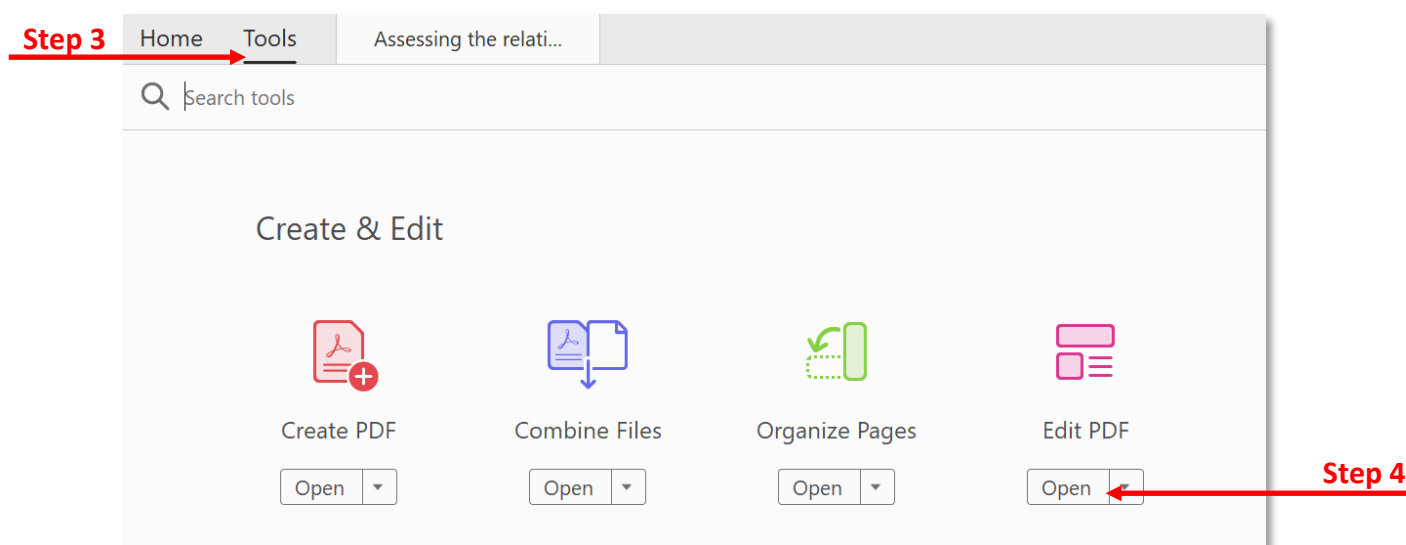 Step 3
Home Tools Assessing the relati...
Search tools
Create & Edit
Create PDF Combine Files Organize Pages Edit PDF
Open Open Open Open
Step 4